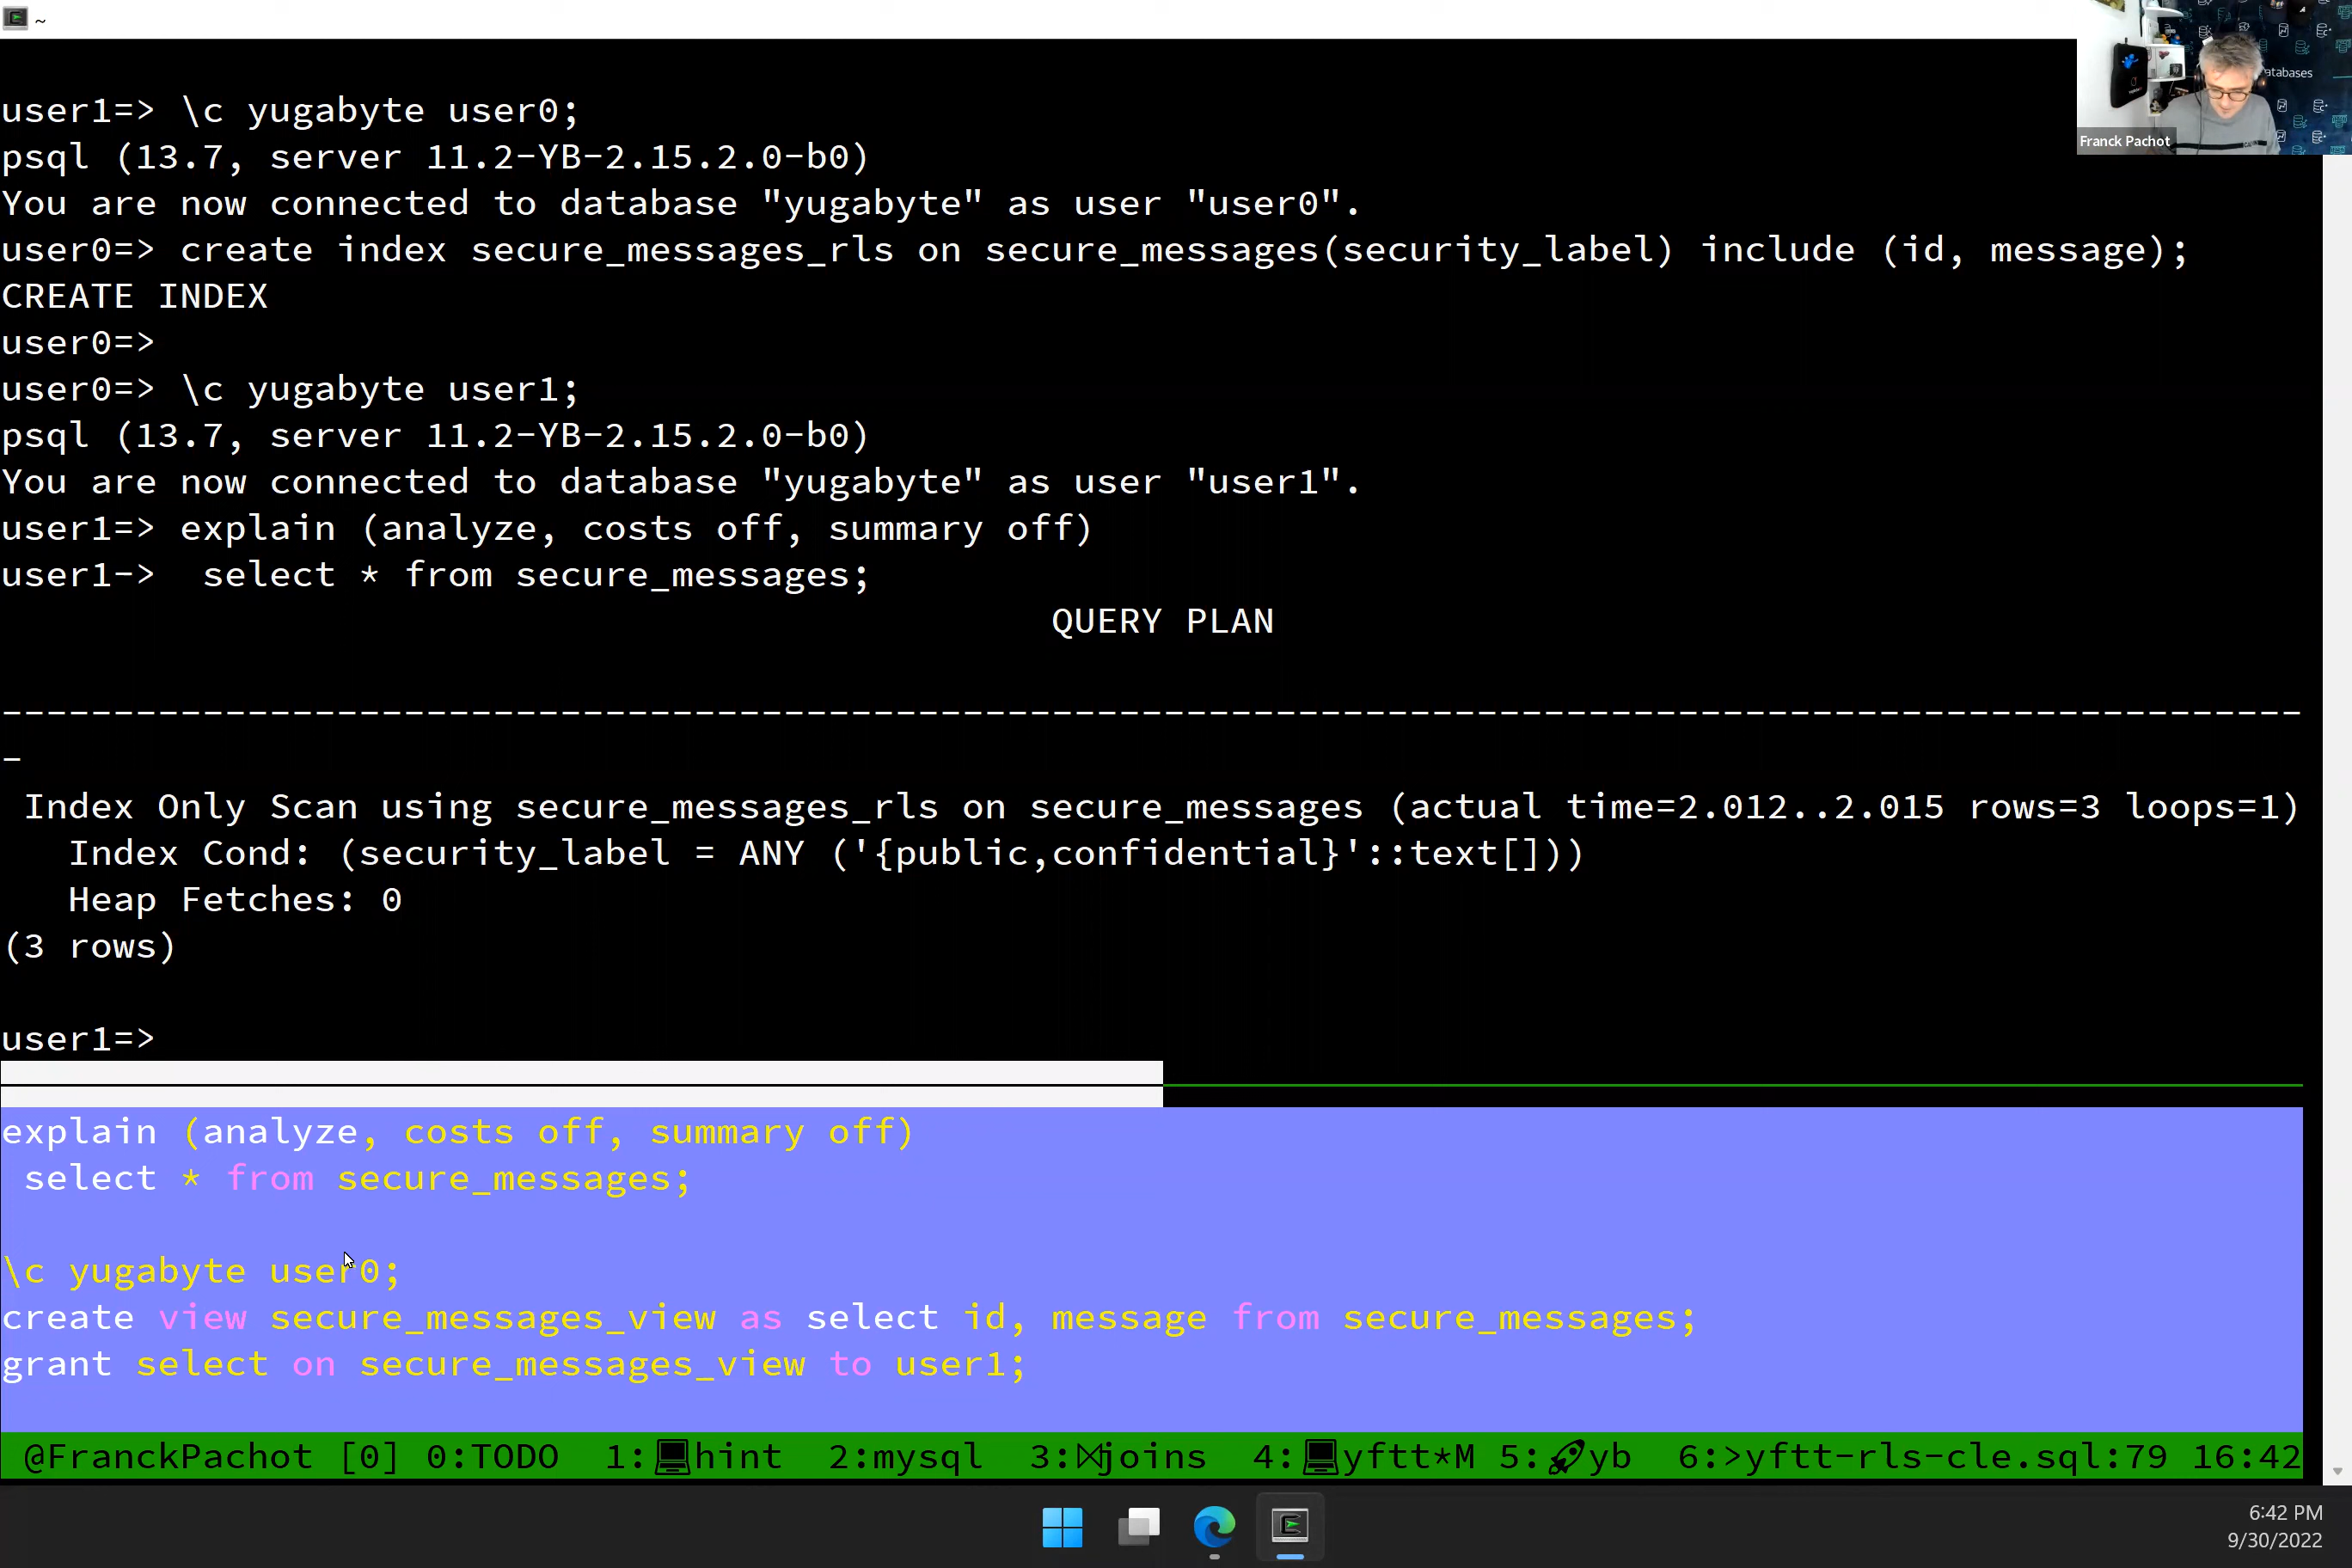 ~
user1=> \c yugabyte user0;
psql (13.7, server 11.2-YB-2.15.2.0-b0)
You are now connected to database "yugabyte" as user "user0".
user0=> create index secure_messages_rls on secure_messages(security_label) include (id, message);
CREATE INDEX
user0=>
user0=> \c yugabyte user1;
psql (13.7, server 11.2-YB-2.15.2.0-b0)
You are now connected to database "yugabyte" as user "user1".
user1=> explain (analyze, costs off, summary off)
user1->  select * from secure_messages;
QUERY PLAN
-------------------------------------------------------------------------------------------------------
-
Index Only Scan using secure_messages_rls on secure_messages (actual time=2.012..2.015 rows=3 loops=1)
Index Cond: (security_label = ANY ('{public,confidential}'::text[]))
Heap Fetches: 0
(3 rows)
user1=>
explain (analyze, costs off, summary off)
select * from secure_messages;
\c yugabyte user0;
create view secure_messages_view as select id, message from secure_messages;
grant select on secure_messages_view to user1;
@FranckPachot [0] 0:TODO 1:💻hint 2:mysql 3:⋈joins 4:💻yftt*M 5:🚀yb 6:>yftt-rls-cle.sql:79 16:42
atabases
Franck Pachot
6:42 PM
9/30/2022